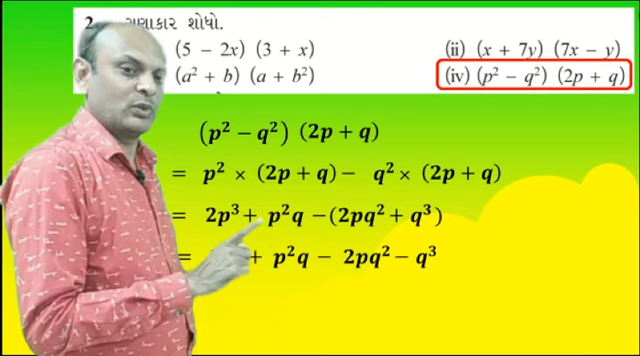 2. ગુણાકાર શોધો.
(5 − 2x) (3 + x)
(ii) (x + 7y) (7x − y)
(a² + b) (a + b²)
(iv) (p² − q²) (2p + q)
(p² − q²) (2p + q)
= p² × (2p + q) − q² × (2p + q)
= 2p³ + p²q − (2pq² + q³)
= + p²q − 2pq² − q³